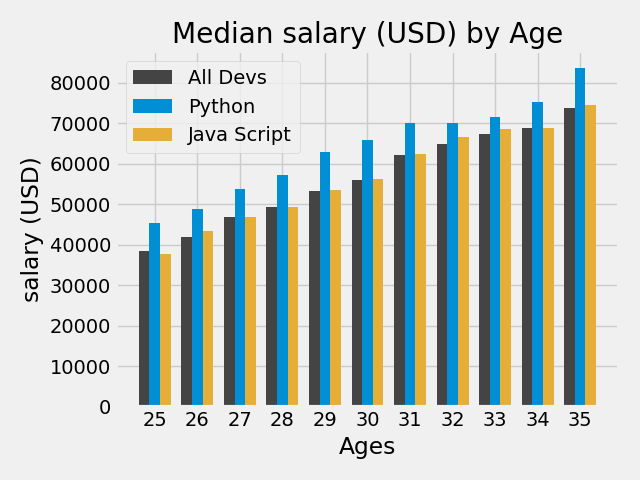 Median salary (USD) by Age
All Devs
Python
Java Script
salary (USD)
80000
70000
60000
50000
40000
30000
20000
10000
0
25 26 27 28 29 30 31 32 33 34 35
Ages